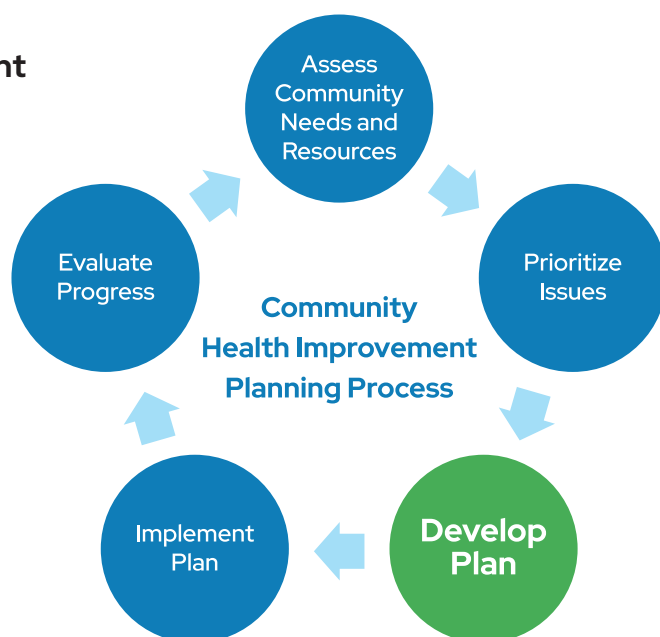 nt
Assess
Community
Needs and
Resources
Prioritize
Issues
Develop
Plan
Implement
Plan
Evaluate
Progress
Community
Health Improvement
Planning Process